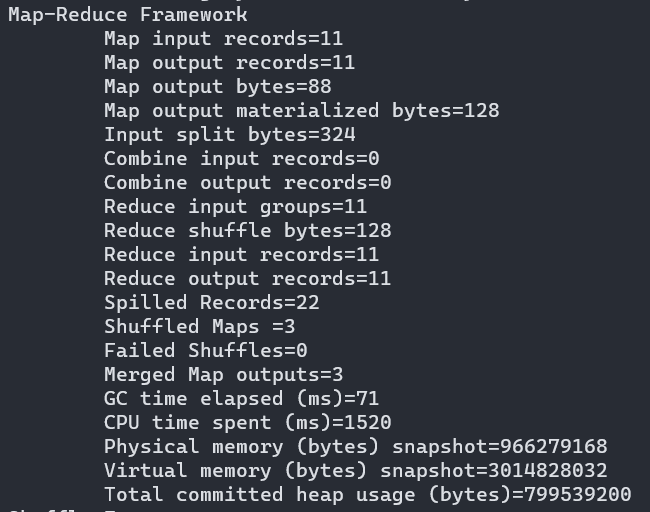 Map-Reduce Framework
Map input records=11
Map output records=11
Map output bytes=88
Map output materialized bytes=128
Input split bytes=324
Combine input records=0
Combine output records=0
Reduce input groups=11
Reduce shuffle bytes=128
Reduce input records=11
Reduce output records=11
Spilled Records=22
Shuffled Maps =3
Failed Shuffles=0
Merged Map outputs=3
GC time elapsed (ms)=71
CPU time spent (ms)=1520
Physical memory (bytes) snapshot=966279168
Virtual memory (bytes) snapshot=3014828032
Total committed heap usage (bytes)=799539200